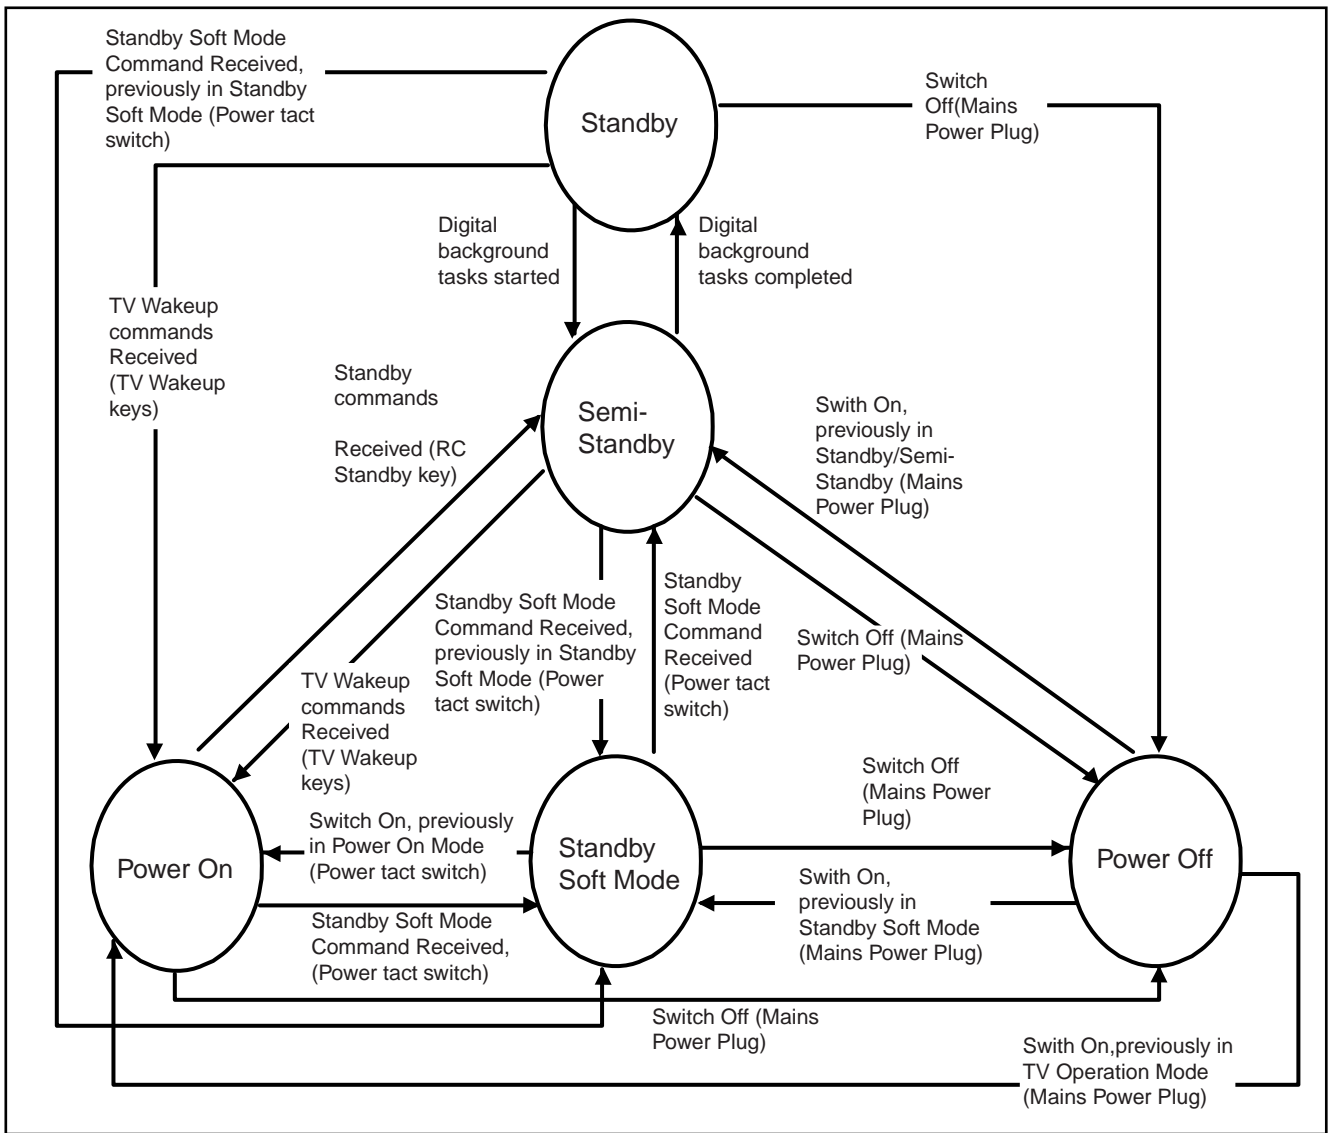 Standby Soft Mode
Command Received,
previously in Standby
Soft Mode (Power tact
switch)
Standby
Switch
Off(Mains
Power Plug)
Digital
background
tasks started
Digital
background
tasks completed
TV Wakeup
commands
Received
(TV Wakeup
keys)
Standby
commands
Received (RC
Standby key)
Semi-
Standby
Swith On,
previously in
Standby/Semi-
Standby (Mains
Power Plug)
Standby Soft Mode
Command Received,
previously in Standby
Soft Mode (Power
tact switch)
Standby
Soft Mode
Command
Received
(Power tact
switch)
Switch Off (Mains
Power Plug)
TV Wakeup
commands
Received
(TV Wakeup
keys)
Switch Off
(Mains Power
Plug)
Power On
Switch On, previously
in Power On Mode
(Power tact switch)
Standby
Soft Mode
Power Off
Swith On,
previously in
Standby Soft Mode
(Mains Power Plug)
Standby Soft Mode
Command Received,
(Power tact switch)
Switch Off (Mains
Power Plug)
Swith On,previously in
TV Operation Mode
(Mains Power Plug)